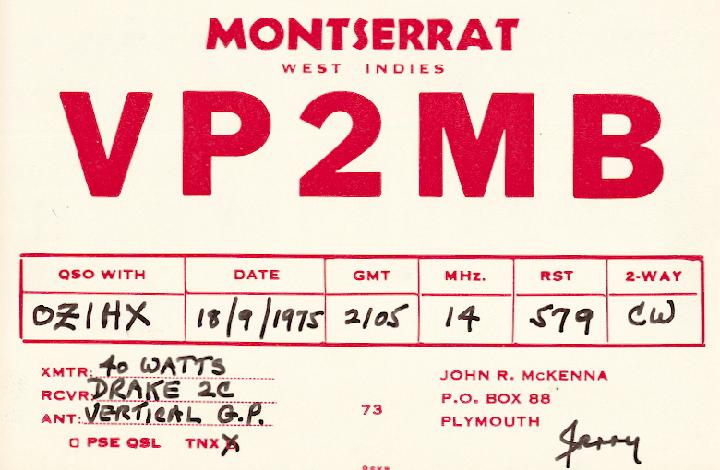 MONTSERRAT
WEST INDIES
VP2MB
QSO WITH DATE GMT MHz. RST 2-WAY
OZ1HX 18/9/1975 2105 14 579 CW
XMTR: 40 WATTS
RCVR: DRAKE 2C
ANT: VERTICAL G.P.
PSE QSL TNX X
73
JOHN R. McKENNA
P.O. BOX 88
PLYMOUTH
Jerry